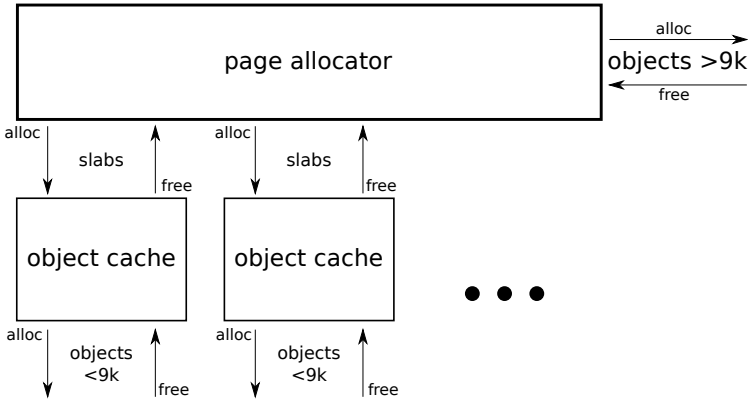 page allocator
alloc
objects >9k
free
alloc
slabs
free
alloc
slabs
free
object cache
object cache
alloc
objects
<9k
free
alloc
objects
<9k
free